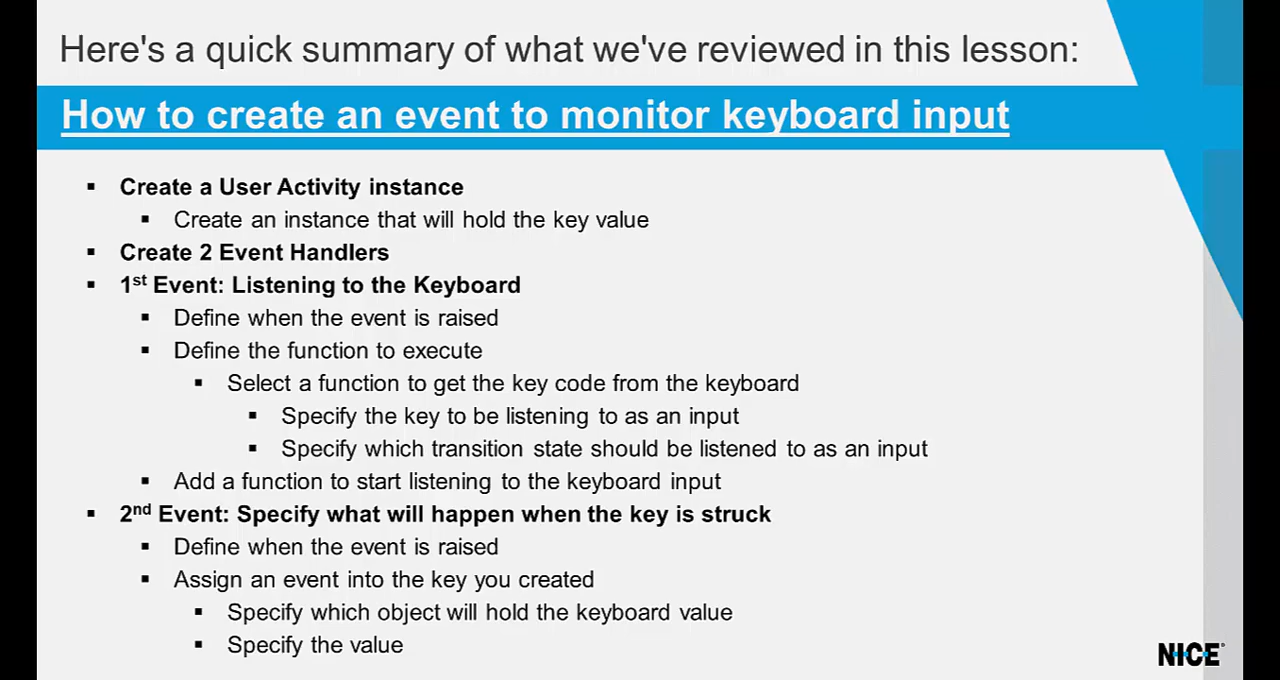 Here's a quick summary of what we've reviewed in this lesson:
How to create an event to monitor keyboard input
▪ Create a User Activity instance
▪ Create an instance that will hold the key value
▪ Create 2 Event Handlers
▪ 1st Event: Listening to the Keyboard
▪ Define when the event is raised
▪ Define the function to execute
▪ Select a function to get the key code from the keyboard
▪ Specify the key to be listening to as an input
▪ Specify which transition state should be listened to as an input
▪ Add a function to start listening to the keyboard input
▪ 2nd Event: Specify what will happen when the key is struck
▪ Define when the event is raised
▪ Assign an event into the key you created
▪ Specify which object will hold the keyboard value
▪ Specify the value
NICE®